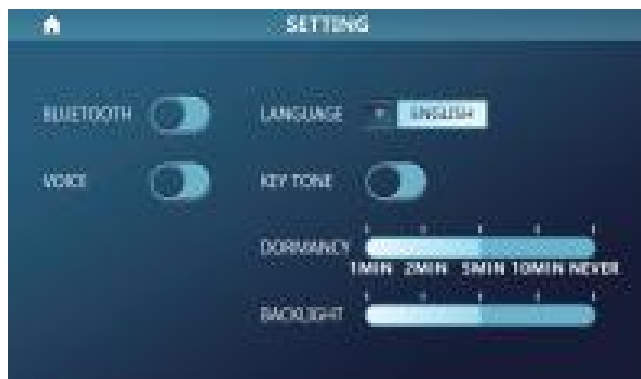 SETTING
BLUETOOTH
LANGUAGE
ENGLISH
VOICE
KEY TONE
DORMANCY
1MIN 2MIN 5MIN 10MIN NEVER
BACKLIGHT